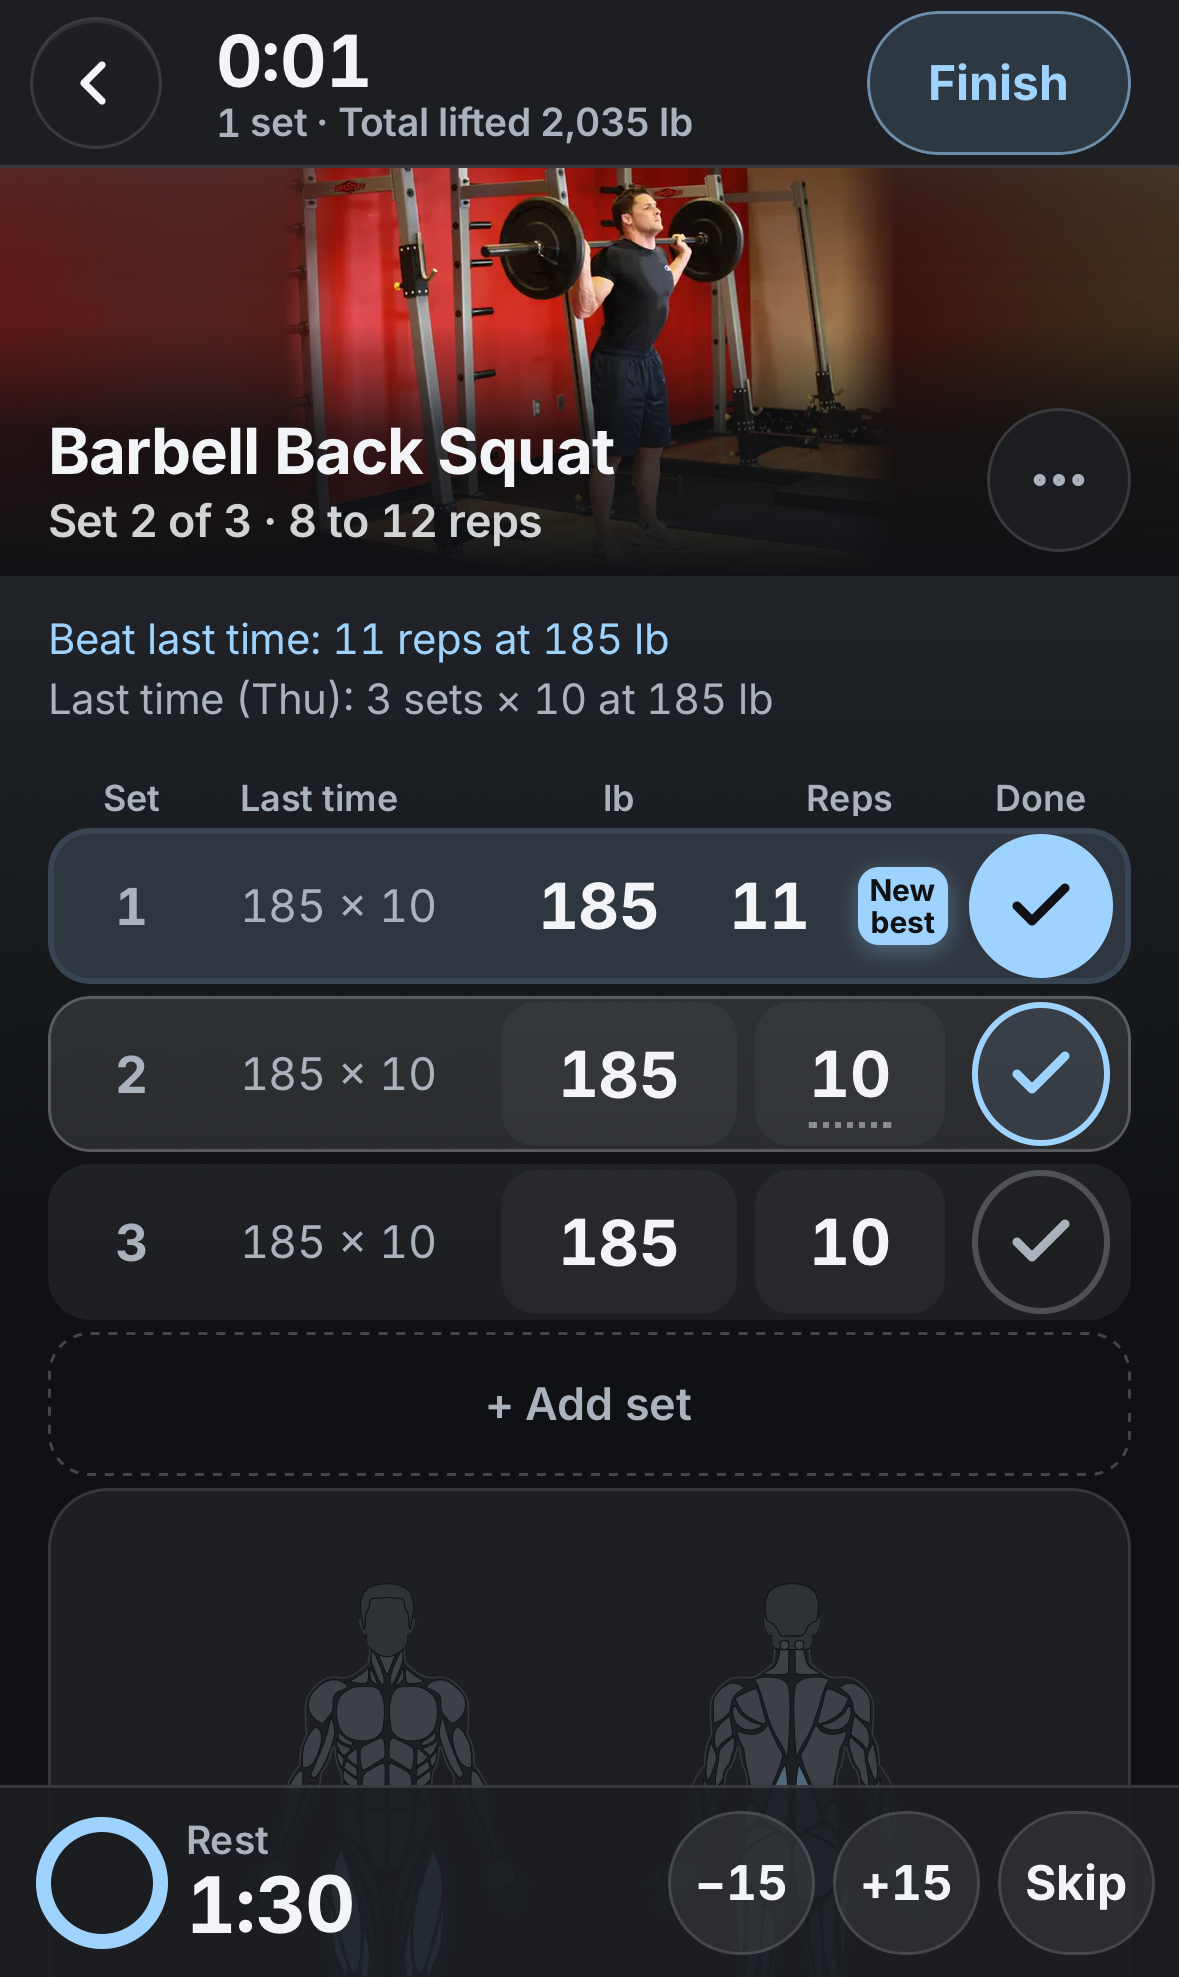 0:01
Finish
1 set · Total lifted 2,035 lb
Barbell Back Squat
Set 2 of 3 · 8 to 12 reps
Beat last time: 11 reps at 185 lb
Last time (Thu): 3 sets × 10 at 185 lb
Set Last time lb Reps Done
1 185 × 10 185 11 New best
2 185 × 10 185 10
3 185 × 10 185 10
+ Add set
Rest
1:30 −15 +15 Skip